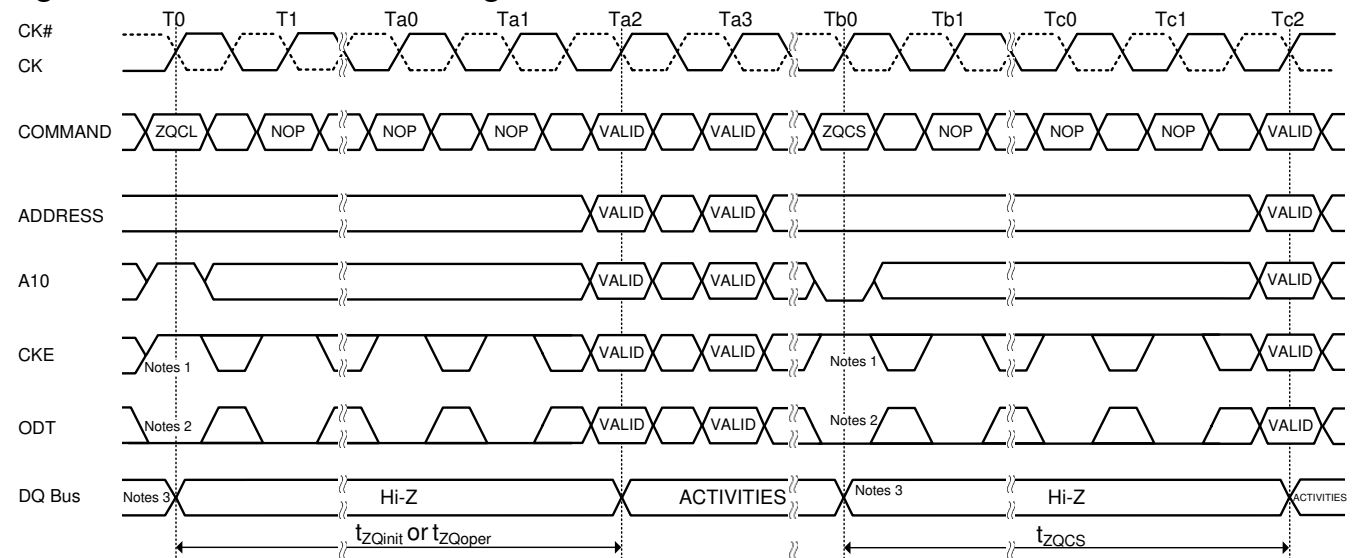 T0 T1 Ta0 Ta1 Ta2 Ta3 Tb0 Tb1 Tc0 Tc1 Tc2
CK#
CK
COMMAND ZQCL NOP NOP NOP VALID VALID ZQCS NOP NOP NOP VALID
ADDRESS VALID VALID VALID
A10 VALID VALID VALID
CKE Notes 1 VALID VALID Notes 1 VALID
ODT Notes 2 VALID VALID Notes 2 VALID
DQ Bus Notes 3 Hi-Z ACTIVITIES Notes 3 Hi-Z ACTIVITIES
tZQinit or tZQoper tZQCS